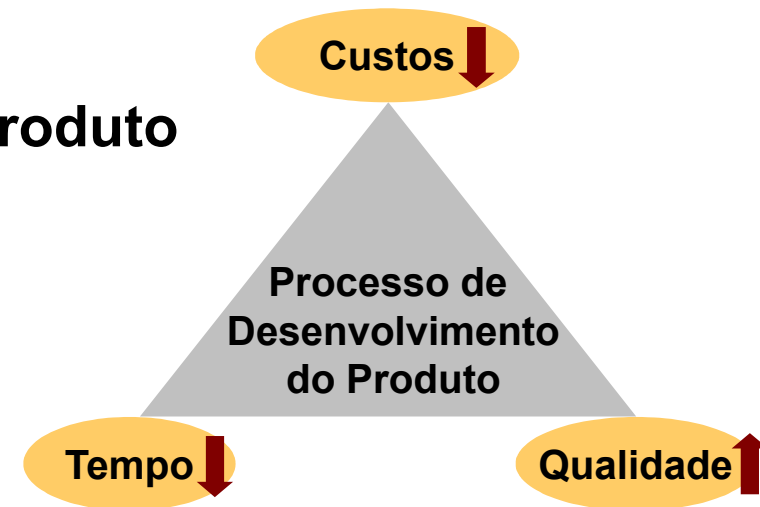 Custos
roduto
Processo de
Desenvolvimento
do Produto
Tempo
Qualidade